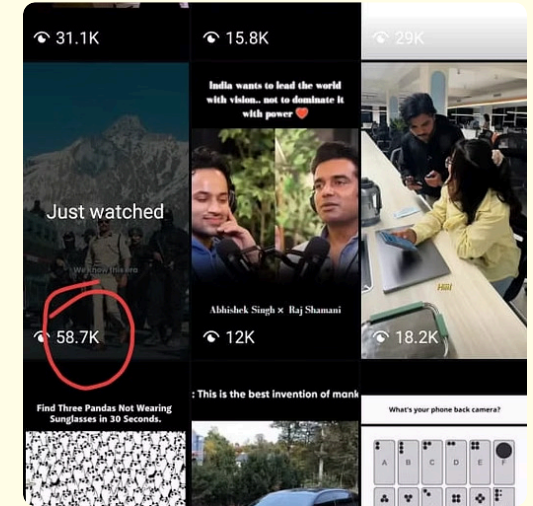 31.1K
15.8K
29K
Just watched
We know this era
58.7K
India wants to lead the world
with vision.. not to dominate it
with power ❤️
Abhishek Singh × Raj Shamani
12K
Hiii
18.2K
Find Three Pandas Not Wearing
Sunglasses in 30 Seconds.
: This is the best invention of mank
What's your phone back camera?
A B C D E F